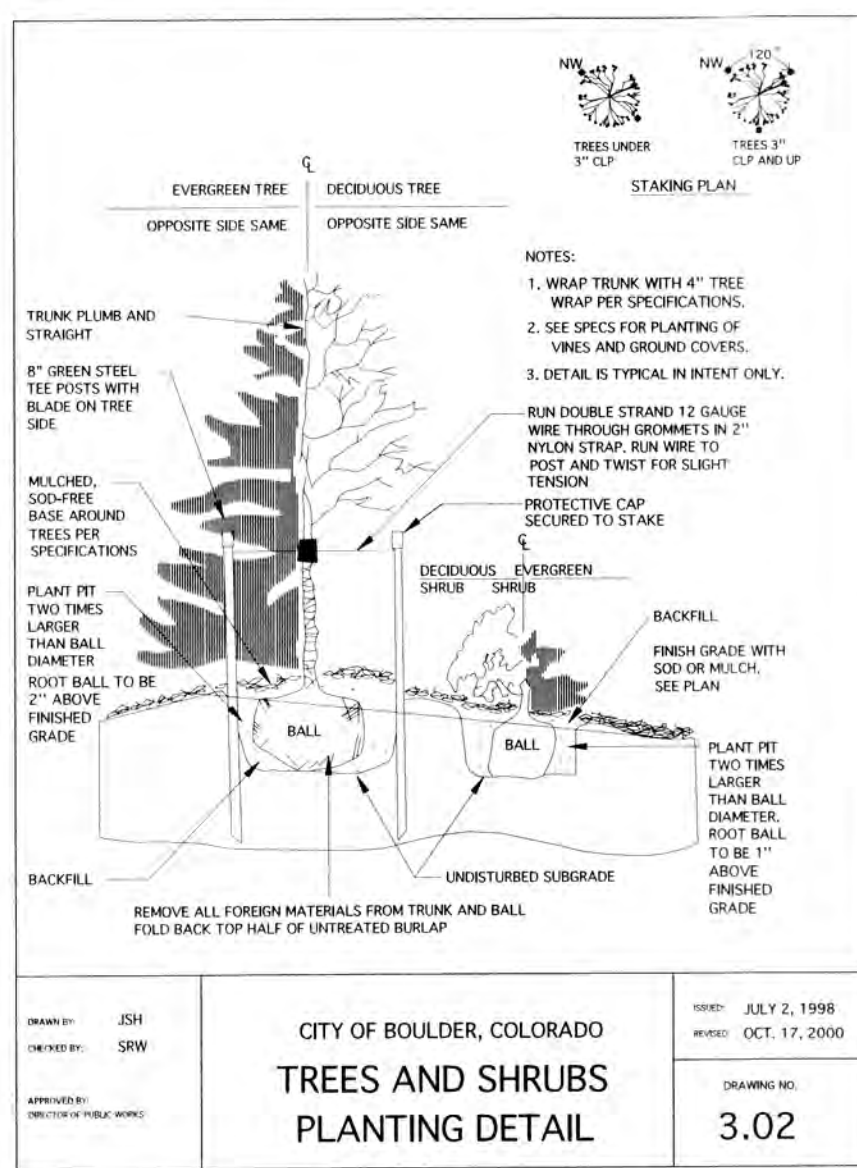 NW
NW
120°
TREES UNDER
3" CLP
TREES 3"
CLP AND UP
STAKING PLAN
CL
EVERGREEN TREE
DECIDUOUS TREE
OPPOSITE SIDE SAME
OPPOSITE SIDE SAME
NOTES:
1. WRAP TRUNK WITH 4" TREE
WRAP PER SPECIFICATIONS.
2. SEE SPECS FOR PLANTING OF
VINES AND GROUND COVERS.
3. DETAIL IS TYPICAL IN INTENT ONLY.
TRUNK PLUMB AND
STRAIGHT
8" GREEN STEEL
TEE POSTS WITH
BLADE ON TREE
SIDE
MULCHED,
SOD-FREE
BASE AROUND
TREES PER
SPECIFICATIONS
PLANT PIT
TWO TIMES
LARGER
THAN BALL
DIAMETER
ROOT BALL TO BE
2" ABOVE
FINISHED
GRADE
RUN DOUBLE STRAND 12 GAUGE
WIRE THROUGH GROMMETS IN 2"
NYLON STRAP. RUN WIRE TO
POST AND TWIST FOR SLIGHT
TENSION
PROTECTIVE CAP
SECURED TO STAKE
CL
DECIDUOUS EVERGREEN
SHRUB SHRUB
BACKFILL
FINISH GRADE WITH
SOD OR MULCH,
SEE PLAN
BALL
BALL
PLANT PIT
TWO TIMES
LARGER
THAN BALL
DIAMETER.
ROOT BALL
TO BE 1"
ABOVE
FINISHED
GRADE
BACKFILL
UNDISTURBED SUBGRADE
REMOVE ALL FOREIGN MATERIALS FROM TRUNK AND BALL
FOLD BACK TOP HALF OF UNTREATED BURLAP
DRAWN BY: JSH
CHECKED BY: SRW
APPROVED BY:
DIRECTOR OF PUBLIC WORKS
CITY OF BOULDER, COLORADO
TREES AND SHRUBS
PLANTING DETAIL
ISSUED: JULY 2, 1998
REVISED: OCT. 17, 2000
DRAWING NO.
3.02